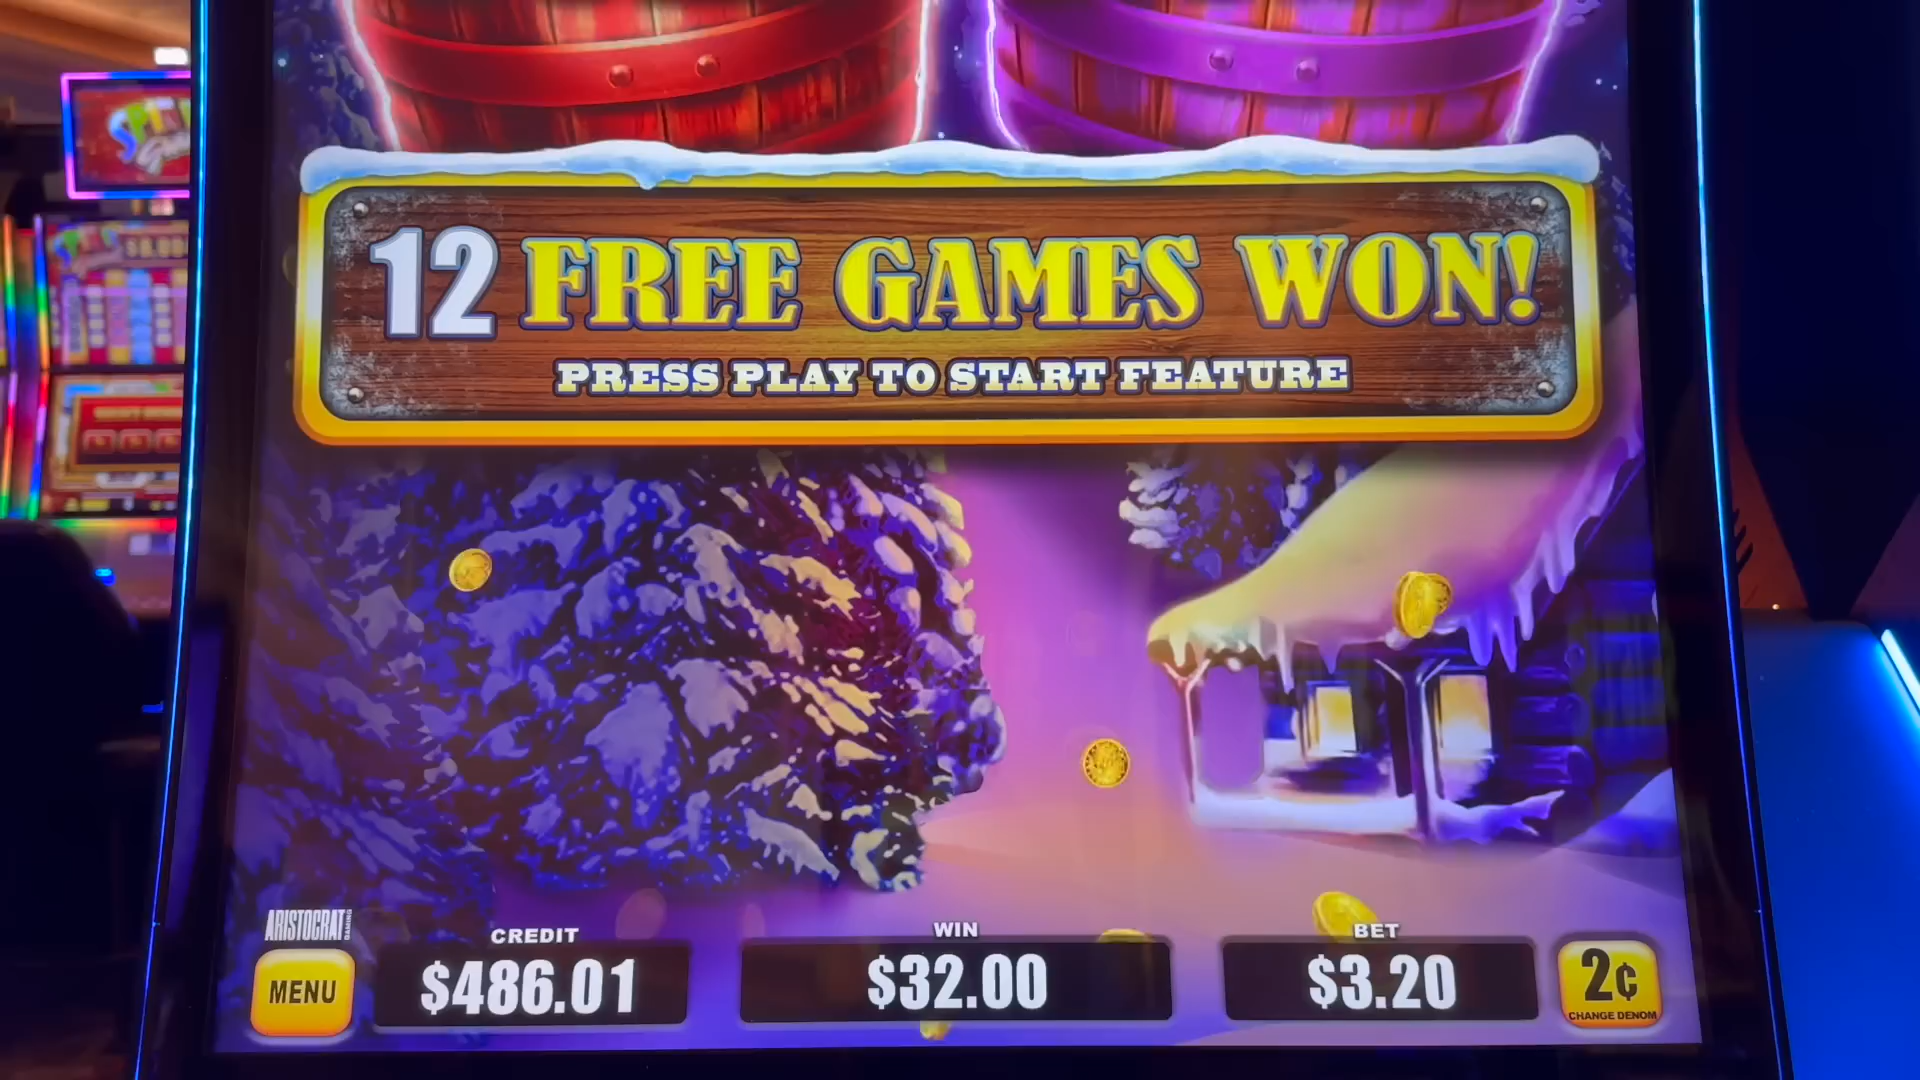 12 FREE GAMES WON!
PRESS PLAY TO START FEATURE
ARISTOCRAT
GAMING
CREDIT
WIN
BET
MENU
$486.01
$32.00
$3.20
2¢
CHANGE DENOM